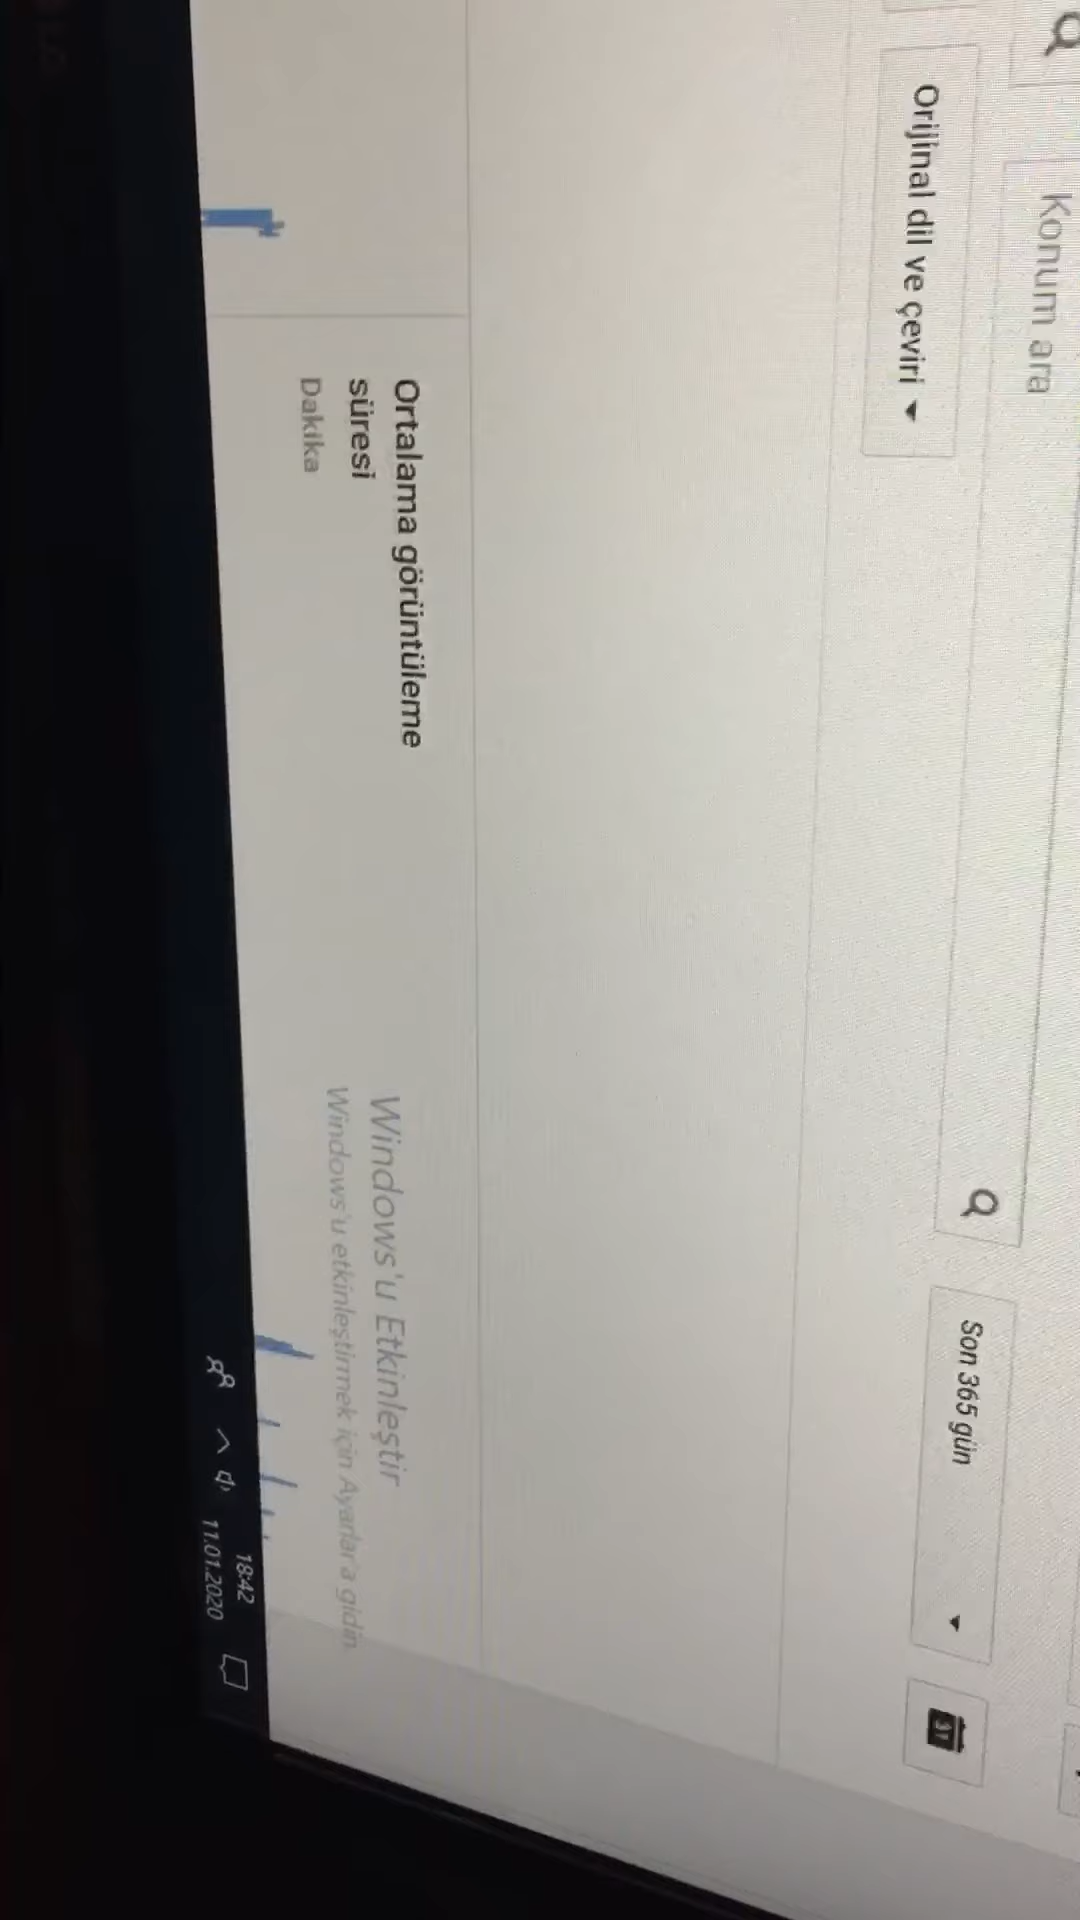 Konum ara
Son 365 gün
31
Orijinal dil ve çeviri
Ortalama görüntüleme
süresi
Dakika
Windows'u Etkinleştir
Windows'u etkinleştirmek için Ayarlar'a gidin.
18:42
11.01.2020